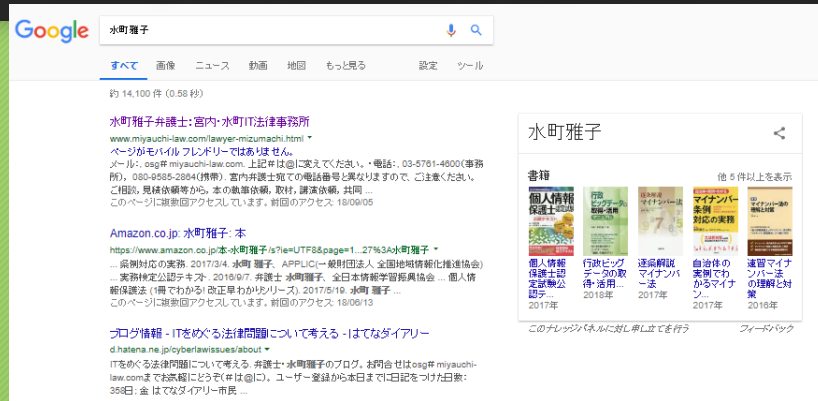 Google
水町雅子
すべて 画像 ニュース 動画 地図 もっと見る 設定 ツール
約 14,100 件 (0.58 秒)
水町雅子弁護士:宮内・水町IT法律事務所
www.miyauchi-law.com/lawyer-mizumachi.html
ページがモバイル フレンドリーではありません。
メール:. osg#miyauchi-law.com. 上記#は@に変えてください。・電話:. 03-5761-4600(事務
所), 080-9585-2864(携帯). 宮内弁護士宛ての電話番号と異なりますので、ご注意ください。
ご相談, 見積依頼等から, 本の執筆依頼, 取材, 講演依頼, 共同 ...
このページに複数回アクセスしています。前回のアクセス: 18/09/05
Amazon.co.jp: 水町雅子: 本
https://www.amazon.co.jp/本-水町雅子/s?ie=UTF8&page=1...27%3A水町雅子
... 条例対応の実務. 2017/3/4. 水町 雅子、 APPLIC(一般財団法人 全国地域情報化推進協会)
... 実務検定公認テキスト. 2016/9/7. 弁護士 水町雅子、 全日本情報学習振興協会 ... 個人情
報保護法 (1冊でわかる!改正早わかりシリーズ). 2017/5/19. 水町 雅子 ...
このページに複数回アクセスしています。前回のアクセス: 18/06/13
ブログ情報 - ITをめぐる法律問題について考える - はてなダイアリー
d.hatena.ne.jp/cyberlawissues/about
ITをめぐる法律問題について考える. 弁護士・水町雅子のブログ。お問合せはosg#miyauchi-
law.comまでお気軽にどうぞ(#は@に)。 ユーザー登録から本日までに日記をつけた日数:
358日; 金 はてなダイアリー市民 ...
水町雅子
書籍
他 5 件以上を表示
個人情報保護士認定試験公認テ... 2017年
行政ビッグデータの取得・活用... 2018年
逐条解説マイナンバー法 2017年
自治体の実例でわかるマイナン... 2017年
速習マイナンバー法の理解と対策 2016年
このナレッジパネルに対し申し立てを行う フィードバック